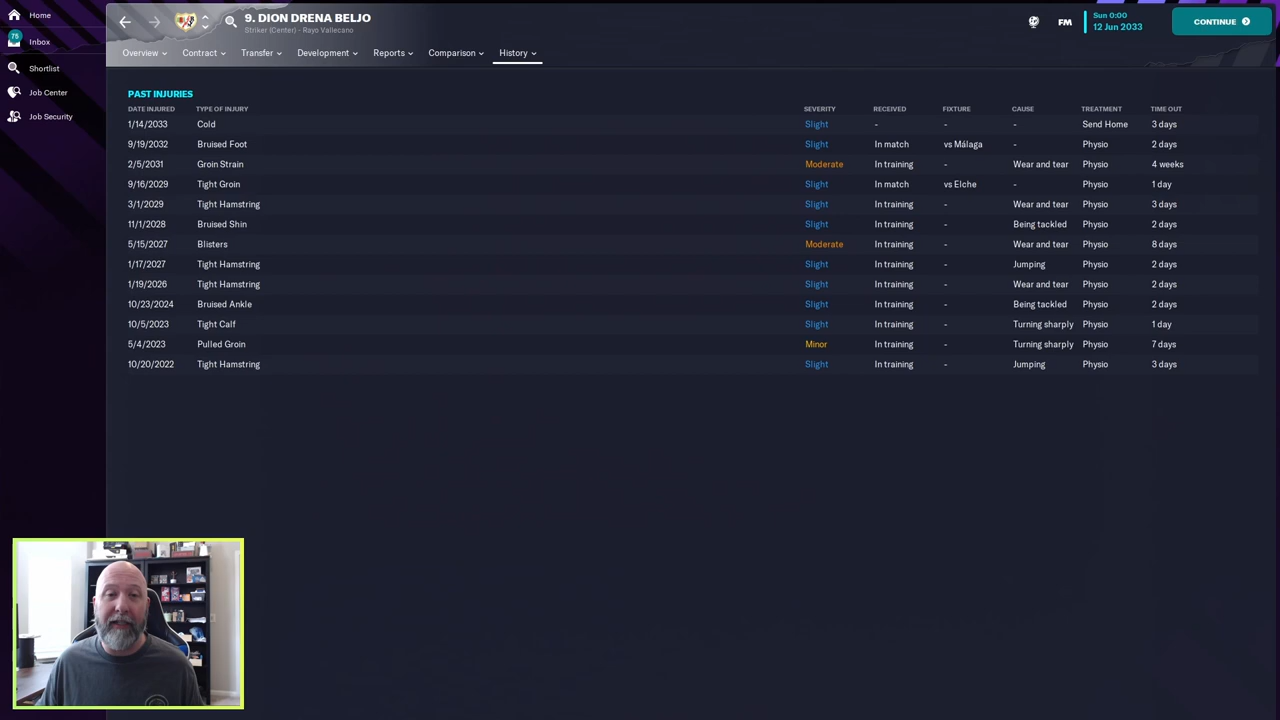 Home
75
Inbox
Shortlist
Job Center
Job Security
9. DION DRENA BELJO
Striker (Center) - Rayo Vallecano
FM
Sun 0:00
12 Jun 2033
CONTINUE
Overview Contract Transfer Development Reports Comparison History
PAST INJURIES
DATE INJURED TYPE OF INJURY SEVERITY RECEIVED FIXTURE CAUSE TREATMENT TIME OUT
1/14/2033 Cold Slight - - - Send Home 3 days
9/19/2032 Bruised Foot Slight In match vs Málaga - Physio 2 days
2/5/2031 Groin Strain Moderate In training - Wear and tear Physio 4 weeks
9/16/2029 Tight Groin Slight In match vs Elche - Physio 1 day
3/1/2029 Tight Hamstring Slight In training - Wear and tear Physio 3 days
11/1/2028 Bruised Shin Slight In training - Being tackled Physio 2 days
5/15/2027 Blisters Moderate In training - Wear and tear Physio 8 days
1/17/2027 Tight Hamstring Slight In training - Jumping Physio 2 days
1/19/2026 Tight Hamstring Slight In training - Wear and tear Physio 2 days
10/23/2024 Bruised Ankle Slight In training - Being tackled Physio 2 days
10/5/2023 Tight Calf Slight In training - Turning sharply Physio 1 day
5/4/2023 Pulled Groin Minor In training - Turning sharply Physio 7 days
10/20/2022 Tight Hamstring Slight In training - Jumping Physio 3 days